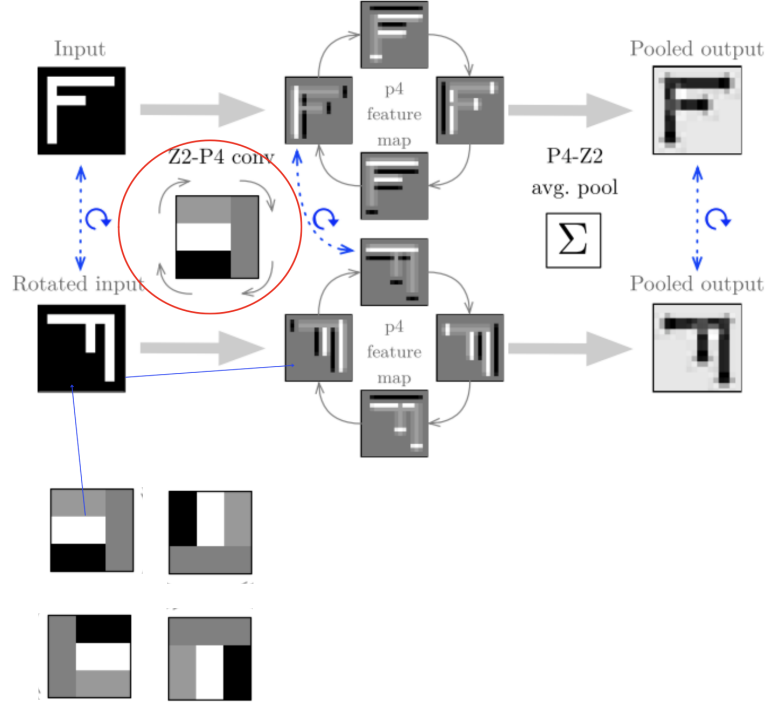 Input
Pooled output
p4
feature
map
Z2-P4 conv
P4-Z2
avg. pool
Σ
Rotated input
Pooled output
p4
feature
map